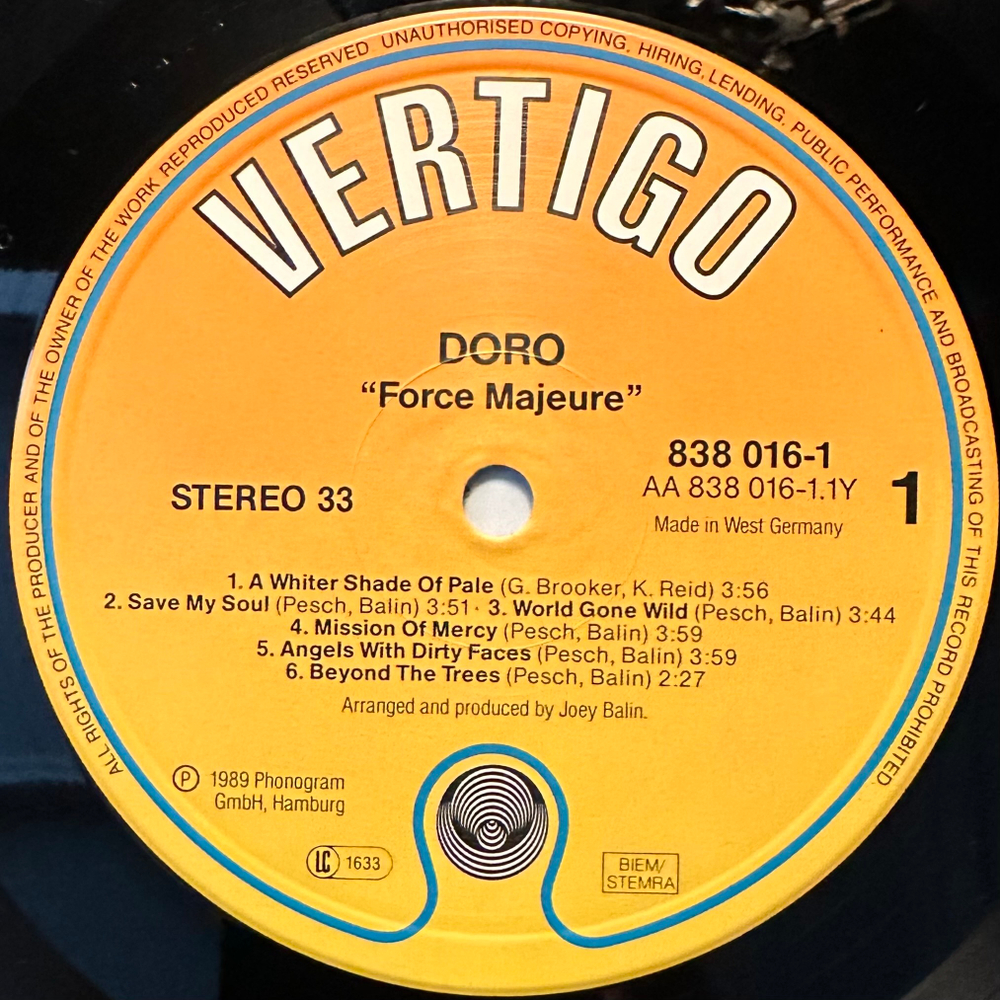 ALL RIGHTS OF THE PRODUCER AND OF THE OWNER OF THE WORK REPRODUCED RESERVED. UNAUTHORISED COPYING, HIRING, LENDING, PUBLIC PERFORMANCE AND BROADCASTING OF THIS RECORD PROHIBITED.
VERTIGO
DORO
“Force Majeure”
838 016-1
AA 838 016-1.1Y
1
STEREO 33
Made in West Germany
1. A Whiter Shade Of Pale (G. Brooker, K. Reid) 3:56
2. Save My Soul (Pesch, Balin) 3:51 · 3. World Gone Wild (Pesch, Balin) 3:44
4. Mission Of Mercy (Pesch, Balin) 3:59
5. Angels With Dirty Faces (Pesch, Balin) 3:59
6. Beyond The Trees (Pesch, Balin) 2:27
Arranged and produced by Joey Balin.
Ⓟ 1989 Phonogram
GmbH, Hamburg
LC 1633
BIEM/
STEMRA